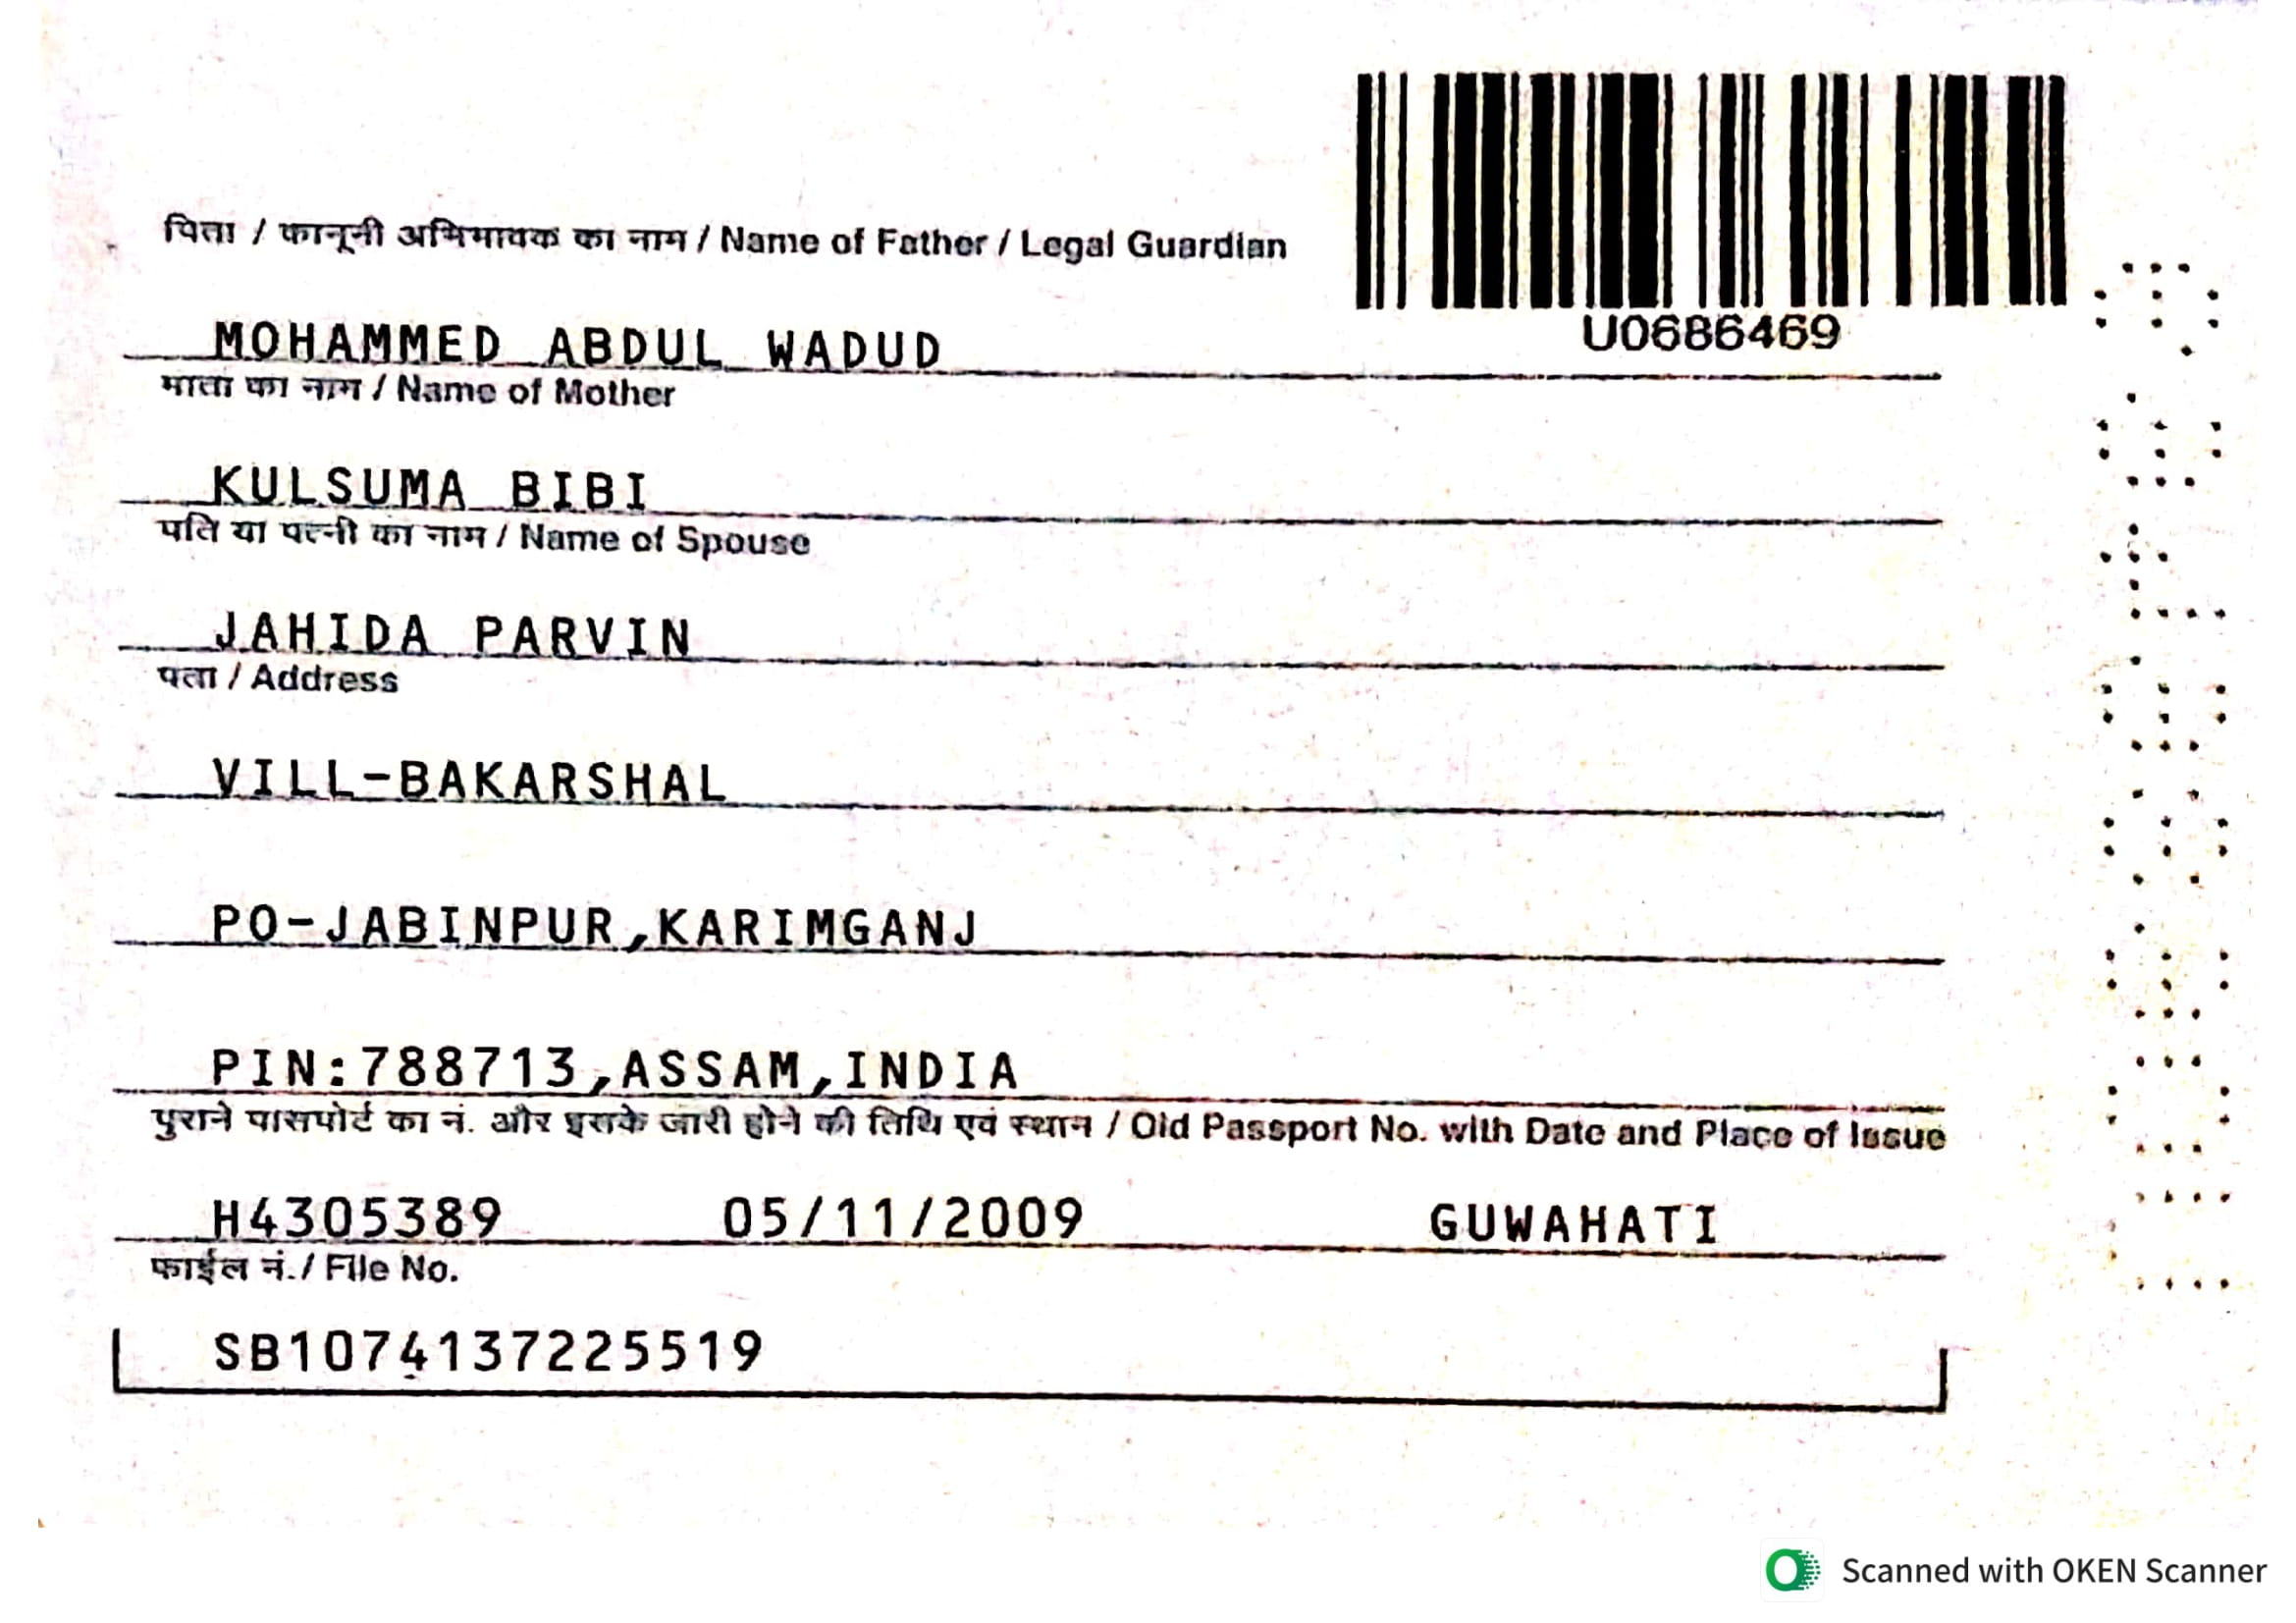 पिता / कानूनी अभिभावक का नाम / Name of Father / Legal Guardian
U0686469
MOHAMMED ABDUL WADUD
माता का नाम / Name of Mother
KULSUMA BIBI
पति या पत्नी का नाम / Name of Spouse
JAHIDA PARVIN
पता / Address
VILL-BAKARSHAL
PO-JABINPUR,KARIMGANJ
PIN:788713,ASSAM,INDIA
पुराने पासपोर्ट का नं. और इसके जारी होने की तिथि एवं स्थान / Old Passport No. with Date and Place of Issue
H4305389 05/11/2009 GUWAHATI
फाईल नं./ File No.
SB1074137225519
Scanned with OKEN Scanner